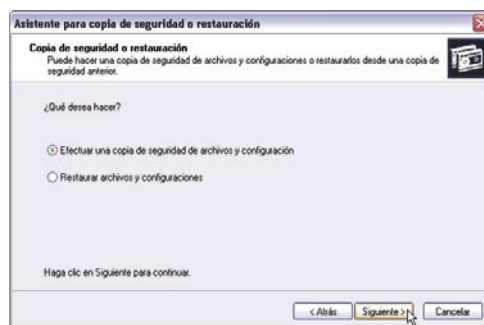 Asistente para copia de seguridad o restauración
Copia de seguridad o restauración
Puede hacer una copia de seguridad de archivos y configuraciones o restaurarlos desde una copia de
seguridad anterior.
¿Qué desea hacer?
Efectuar una copia de seguridad de archivos y configuración
Restaurar archivos y configuraciones
Haga clic en Siguiente para continuar.
< Atrás Siguiente > Cancelar